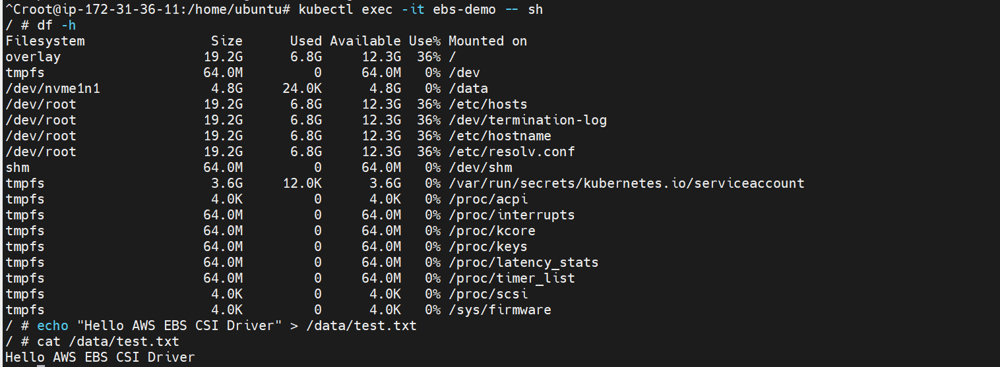 ^Croot@ip-172-31-36-11:/home/ubuntu# kubectl exec -it ebs-demo -- sh
/ # df -h
Filesystem                Size      Used Available Use% Mounted on
overlay                  19.2G      6.8G     12.3G  36% /
tmpfs                    64.0M         0     64.0M   0% /dev
/dev/nvme1n1              4.8G     24.0K      4.8G   0% /data
/dev/root                19.2G      6.8G     12.3G  36% /etc/hosts
/dev/root                19.2G      6.8G     12.3G  36% /dev/termination-log
/dev/root                19.2G      6.8G     12.3G  36% /etc/hostname
/dev/root                19.2G      6.8G     12.3G  36% /etc/resolv.conf
shm                      64.0M         0     64.0M   0% /dev/shm
tmpfs                     3.6G     12.0K      3.6G   0% /var/run/secrets/kubernetes.io/serviceaccount
tmpfs                     4.0K         0      4.0K   0% /proc/acpi
tmpfs                    64.0M         0     64.0M   0% /proc/interrupts
tmpfs                    64.0M         0     64.0M   0% /proc/kcore
tmpfs                    64.0M         0     64.0M   0% /proc/keys
tmpfs                    64.0M         0     64.0M   0% /proc/latency_stats
tmpfs                    64.0M         0     64.0M   0% /proc/timer_list
tmpfs                     4.0K         0      4.0K   0% /proc/scsi
tmpfs                     4.0K         0      4.0K   0% /sys/firmware
/ # echo "Hello AWS EBS CSI Driver" > /data/test.txt
/ # cat /data/test.txt
Hello AWS EBS CSI Driver